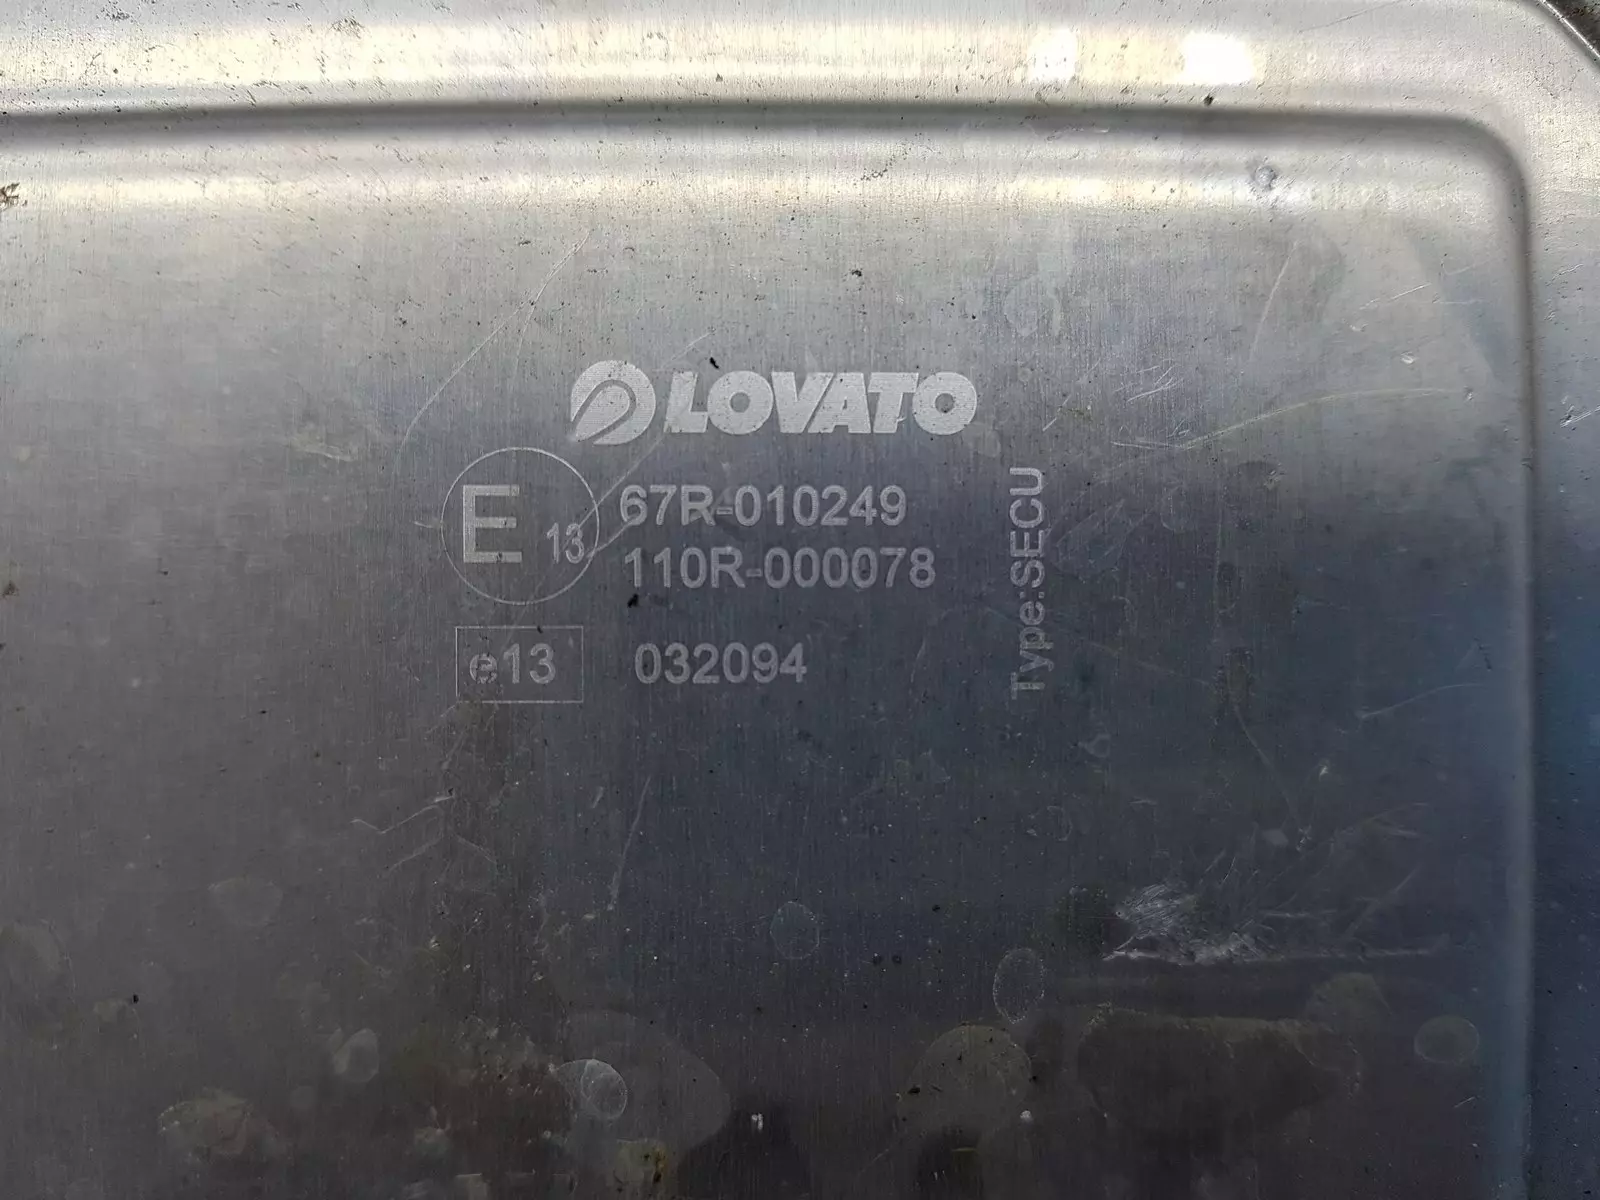 LOVATO
E 13 67R-010249
110R-000078
e13 032094
Type:SECU